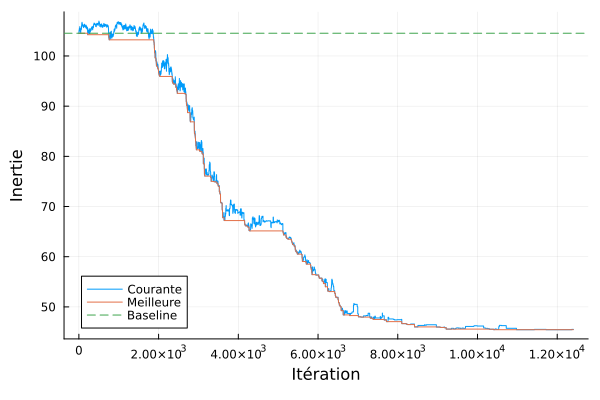 Inertie
100
90
80
70
60
50
Courante
Meilleure
Baseline
0
2.00×10³
4.00×10³
6.00×10³
8.00×10³
1.00×10⁴
1.20×10⁴
Itération